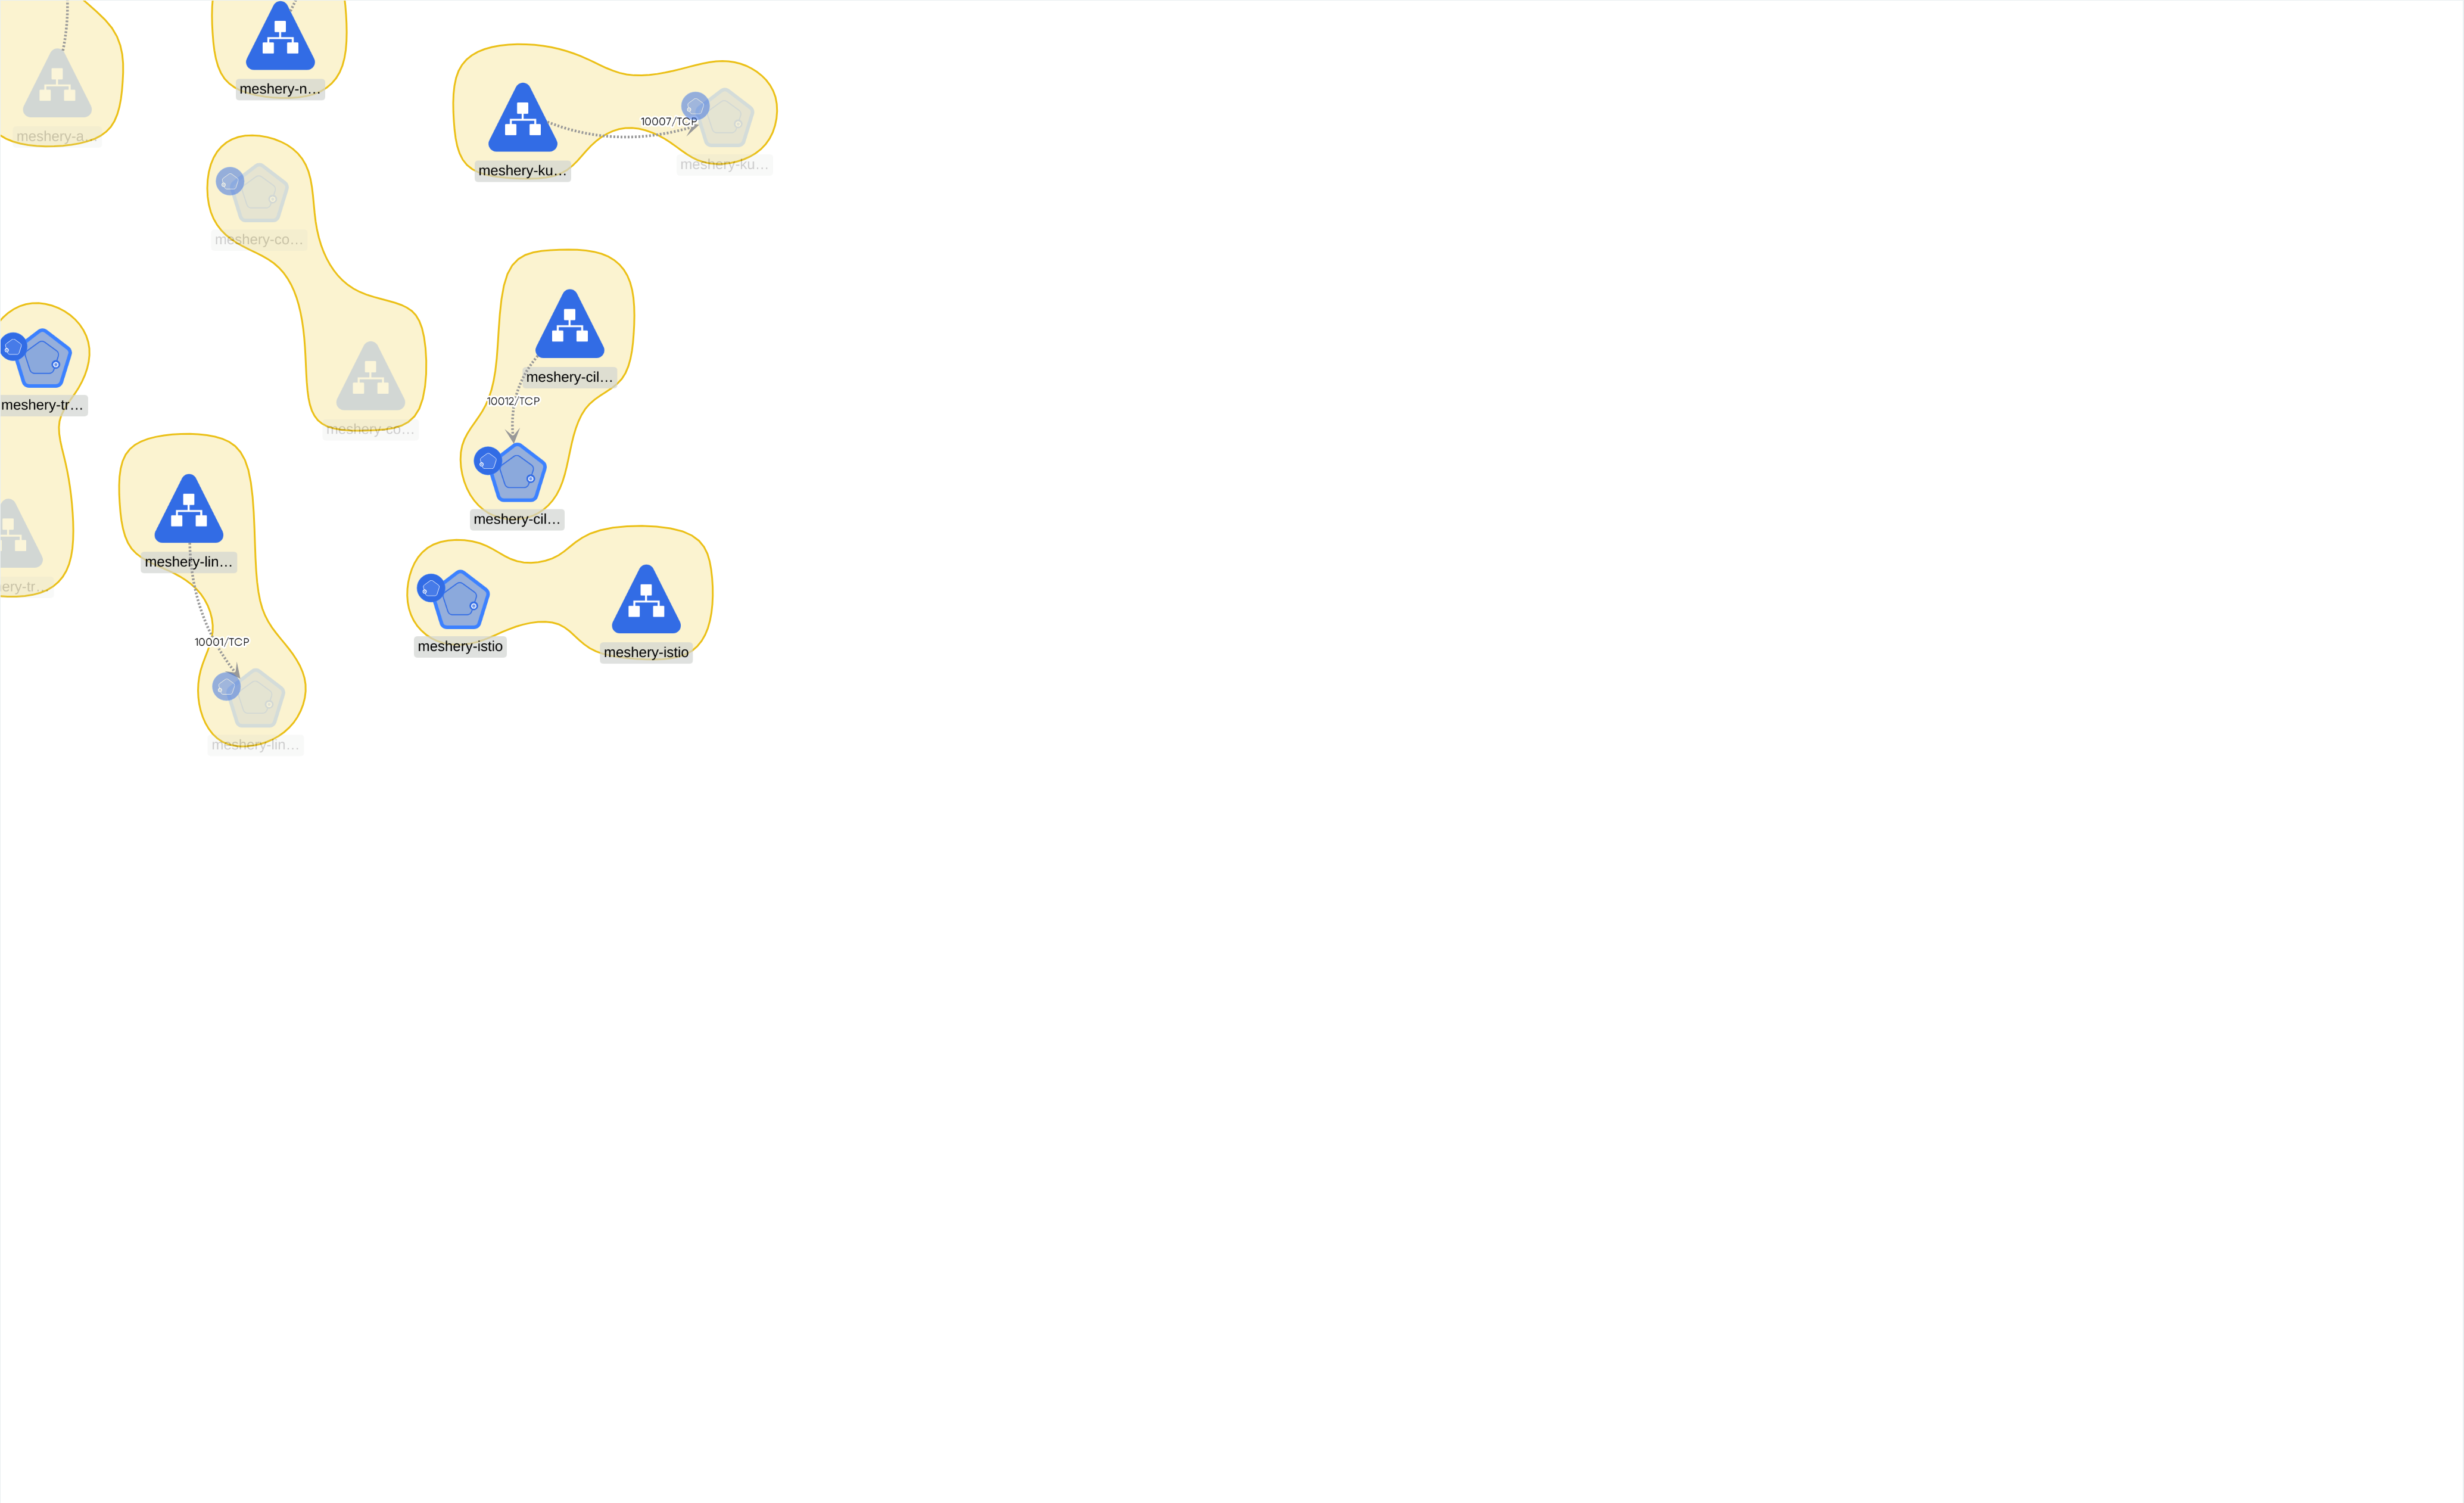 meshery-n…
meshery-a…
10007/TCP
meshery-ku…
meshery-ku…
meshery-co…
meshery-cil…
10012/TCP
meshery-tr…
meshery-co…
meshery-cil…
meshery-lin…
ery-tr…
10001/TCP
meshery-istio
meshery-istio
meshery-lin…